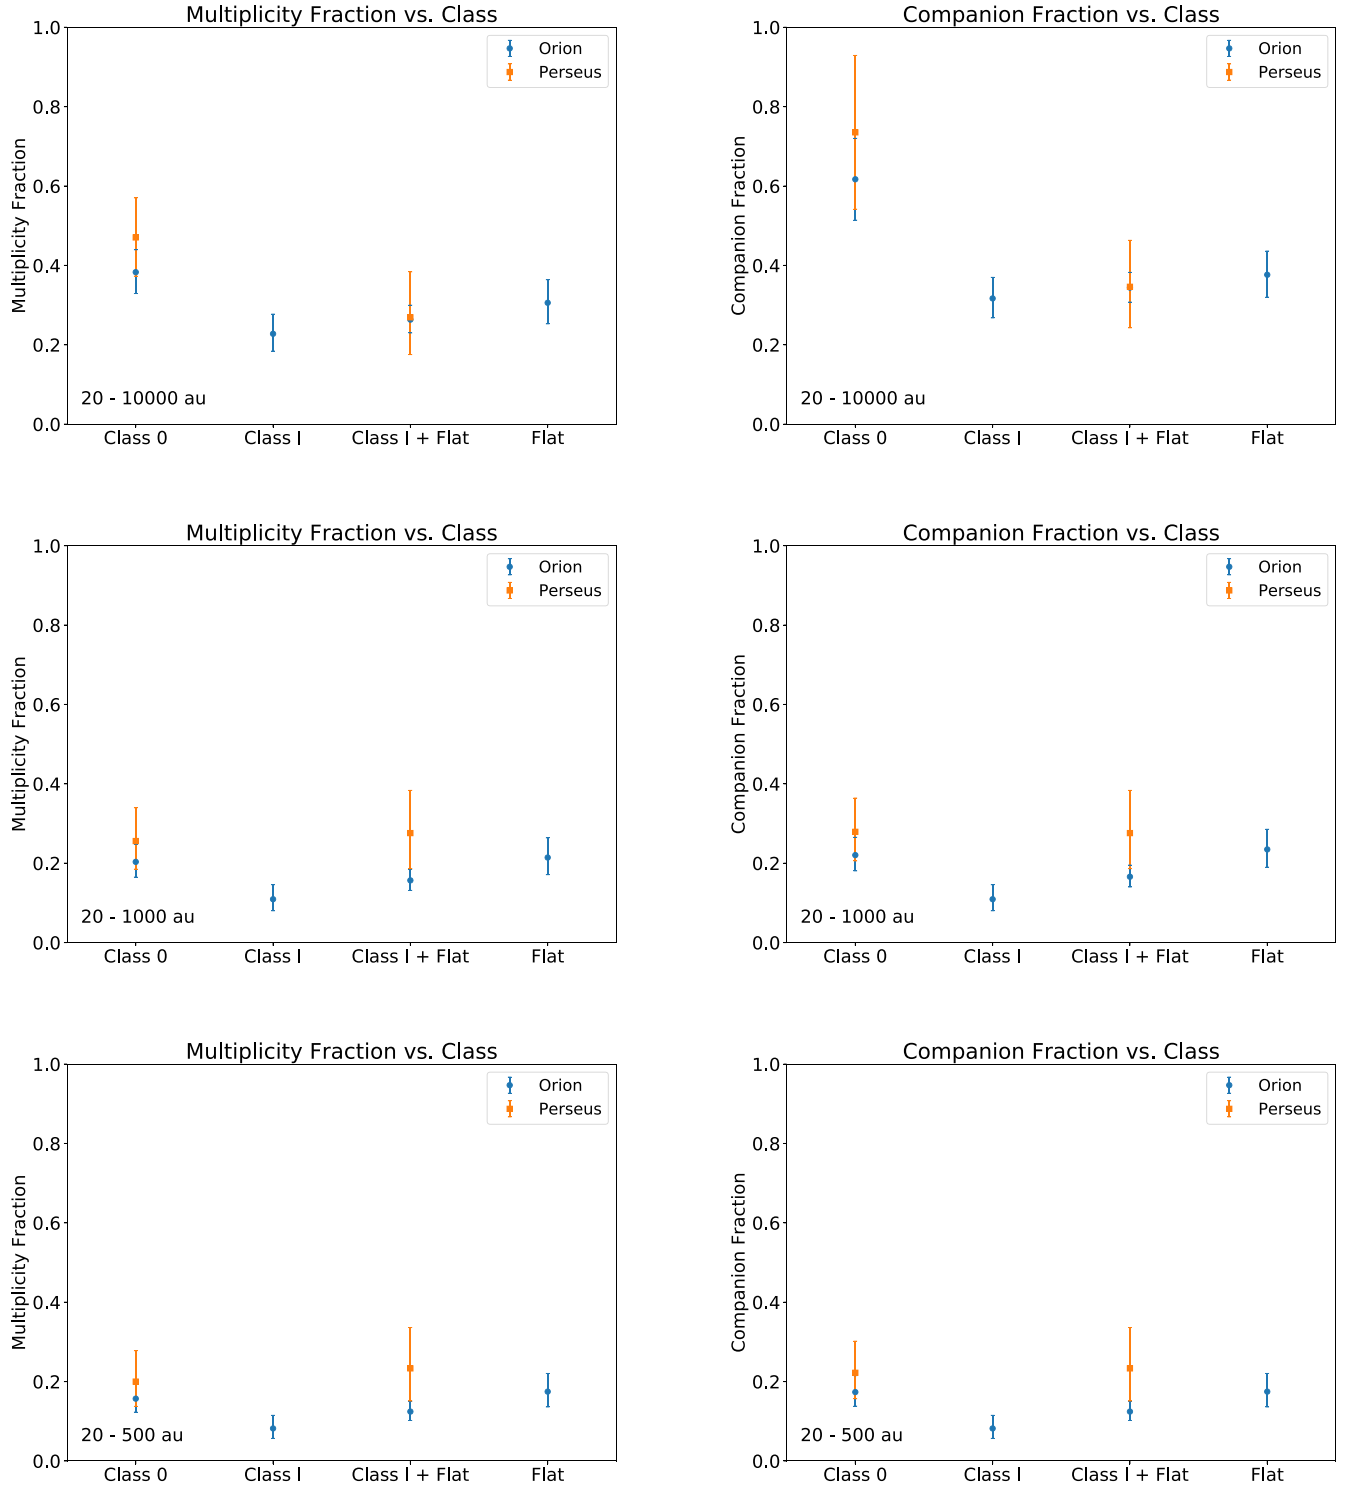 Multiplicity Fraction vs. Class
1.0
0.8
0.6
0.4
0.2
0.0
Multiplicity Fraction
Orion
Perseus
20 - 10000 au
Class 0 Class I Class I + Flat Flat
Companion Fraction vs. Class
1.0
0.8
0.6
0.4
0.2
0.0
Companion Fraction
Orion
Perseus
20 - 10000 au
Class 0 Class I Class I + Flat Flat
Multiplicity Fraction vs. Class
1.0
0.8
0.6
0.4
0.2
0.0
Multiplicity Fraction
Orion
Perseus
20 - 1000 au
Class 0 Class I Class I + Flat Flat
Companion Fraction vs. Class
1.0
0.8
0.6
0.4
0.2
0.0
Companion Fraction
Orion
Perseus
20 - 1000 au
Class 0 Class I Class I + Flat Flat
Multiplicity Fraction vs. Class
1.0
0.8
0.6
0.4
0.2
0.0
Multiplicity Fraction
Orion
Perseus
20 - 500 au
Class 0 Class I Class I + Flat Flat
Companion Fraction vs. Class
1.0
0.8
0.6
0.4
0.2
0.0
Companion Fraction
Orion
Perseus
20 - 500 au
Class 0 Class I Class I + Flat Flat